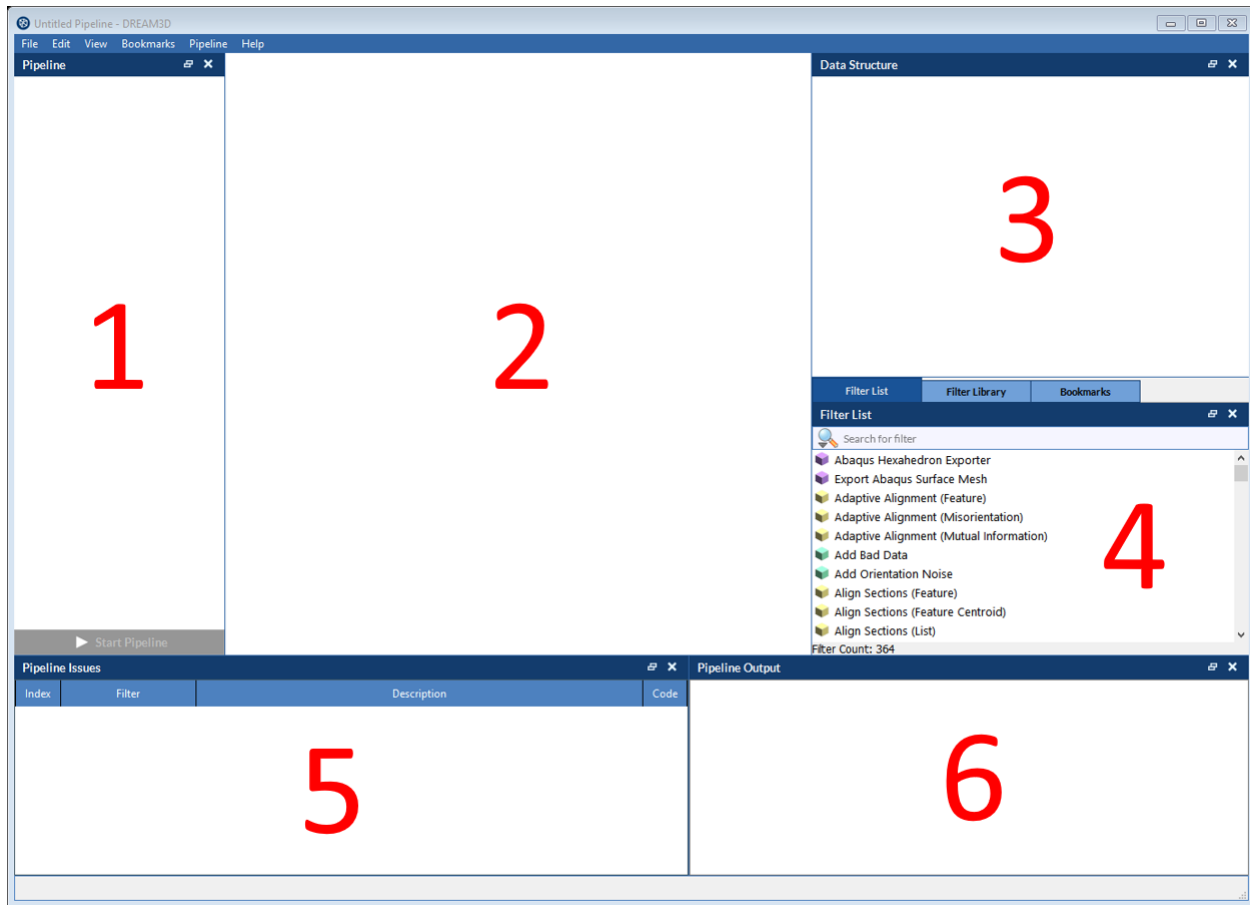 Untitled Pipeline - DREAM3D
File Edit View Bookmarks Pipeline Help
Pipeline
1
Start Pipeline
2
Data Structure
3
Filter List Filter Library Bookmarks
Filter List
Search for filter
Abaqus Hexahedron Exporter
Export Abaqus Surface Mesh
Adaptive Alignment (Feature)
Adaptive Alignment (Misorientation)
Adaptive Alignment (Mutual Information)
Add Bad Data
Add Orientation Noise
Align Sections (Feature)
Align Sections (Feature Centroid)
Align Sections (List)
4
Filter Count: 364
Pipeline Issues
Index Filter Description Code
5
Pipeline Output
6